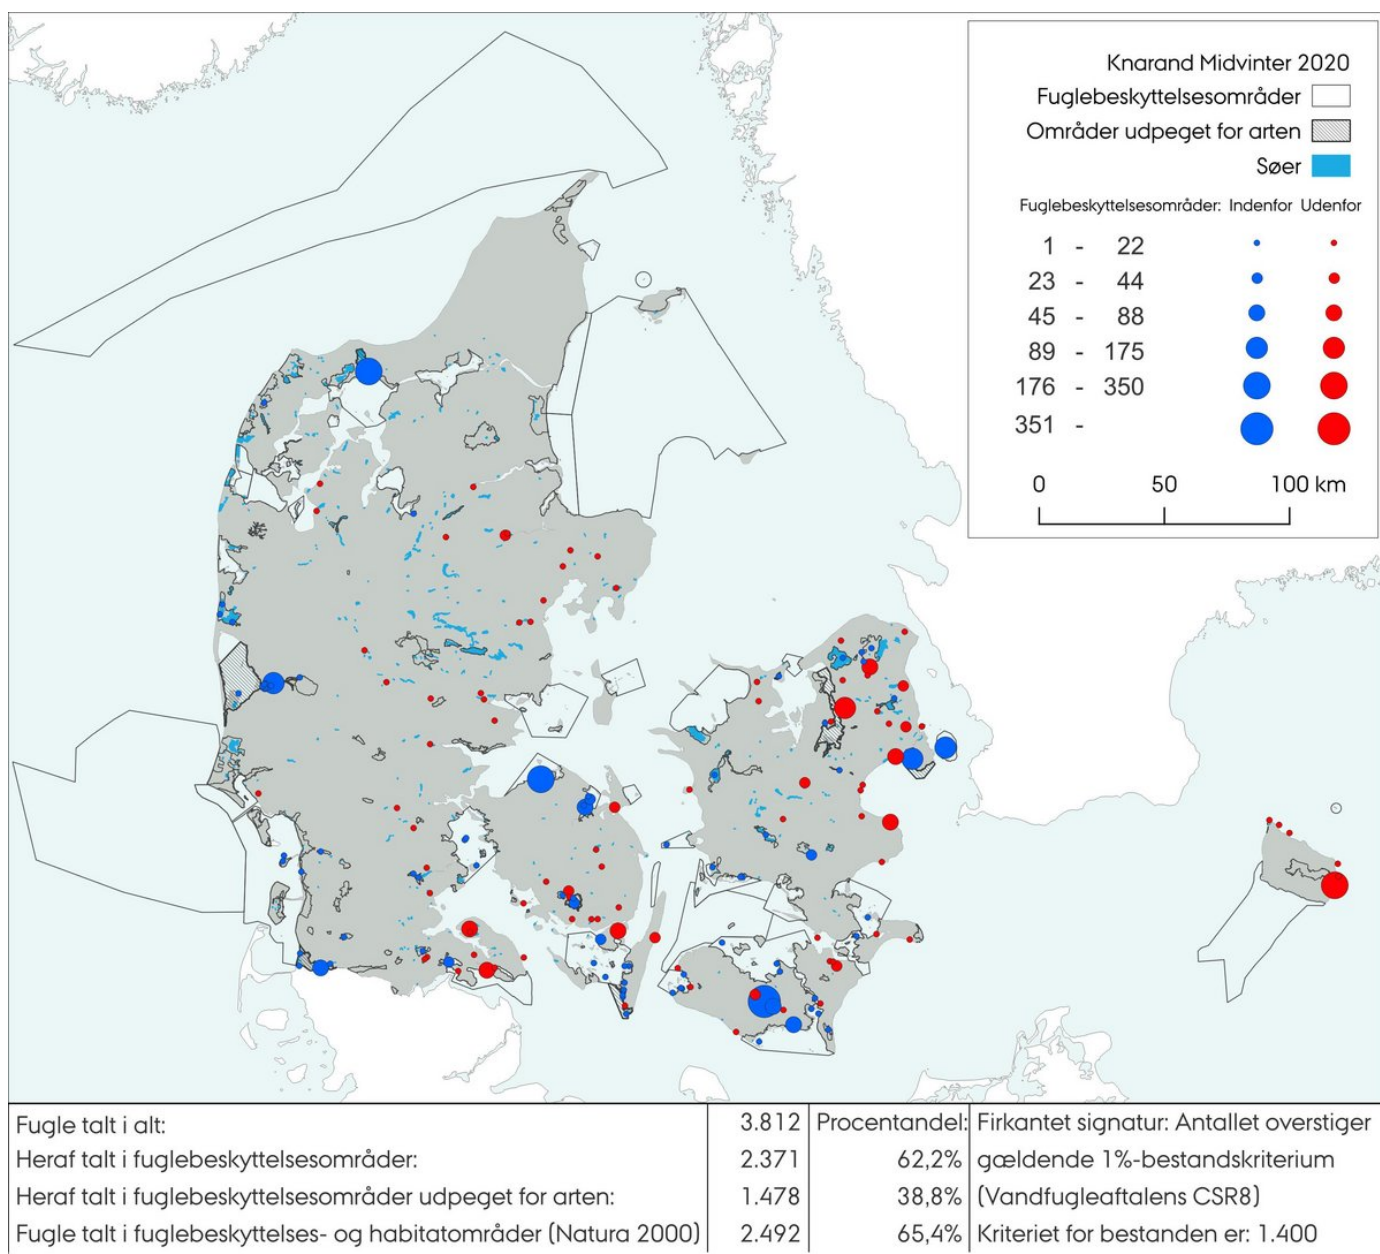 Knarand Midvinter 2020
Fuglebeskyttelsesområder
Områder udpeget for arten
Søer
Fuglebeskyttelsesområder: Indenfor Udenfor
1 - 22
23 - 44
45 - 88
89 - 175
176 - 350
351 -
0 50 100 km
Fugle talt i alt: 3.812 Procentandel: Firkantet signatur: Antallet overstiger
Heraf talt i fuglebeskyttelsesområder: 2.371 62,2% gældende 1%-bestandskriterium
Heraf talt i fuglebeskyttelsesområder udpeget for arten: 1.478 38,8% (Vandfugleaftalens CSR8)
Fugle talt i fuglebeskyttelses- og habitatområder (Natura 2000) 2.492 65,4% Kriteriet for bestanden er: 1.400